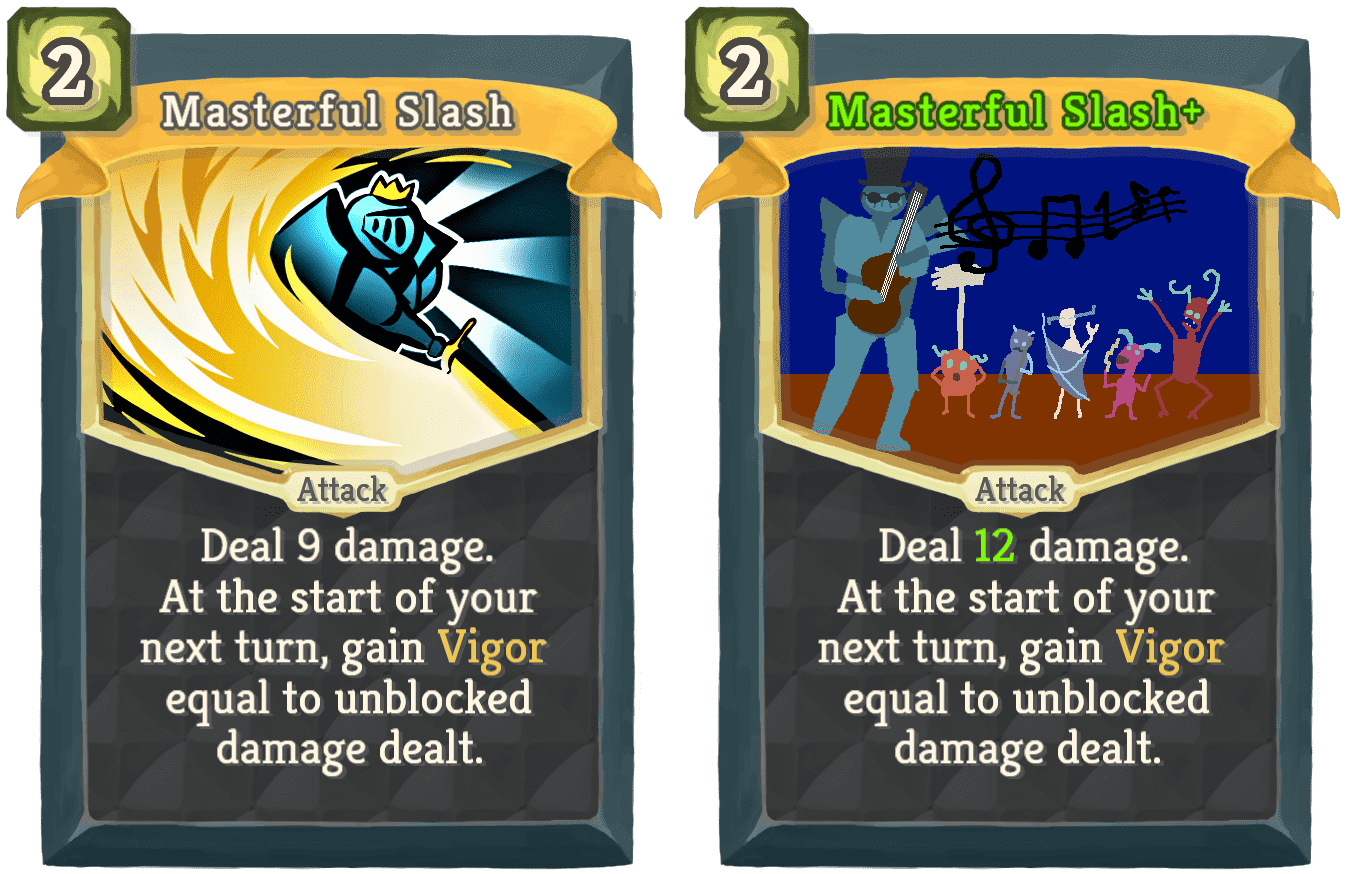 2
Masterful Slash
Attack
Deal 9 damage.
At the start of your
next turn, gain Vigor
equal to unblocked
damage dealt.
2
Masterful Slash+
Attack
Deal 12 damage.
At the start of your
next turn, gain Vigor
equal to unblocked
damage dealt.